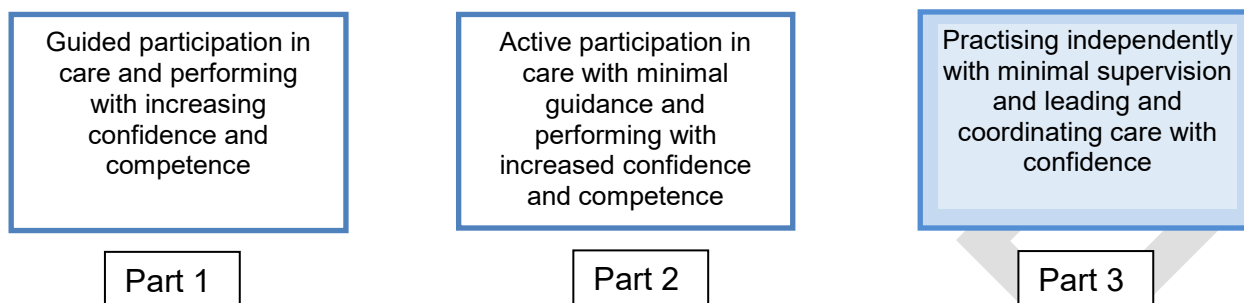 Guided participation in
care and performing
with increasing
confidence and
competence
Active participation in
care with minimal
guidance and
performing with
increased confidence
and competence
Practising independently
with minimal supervision
and leading and
coordinating care with
confidence
Part 1
Part 2
Part 3